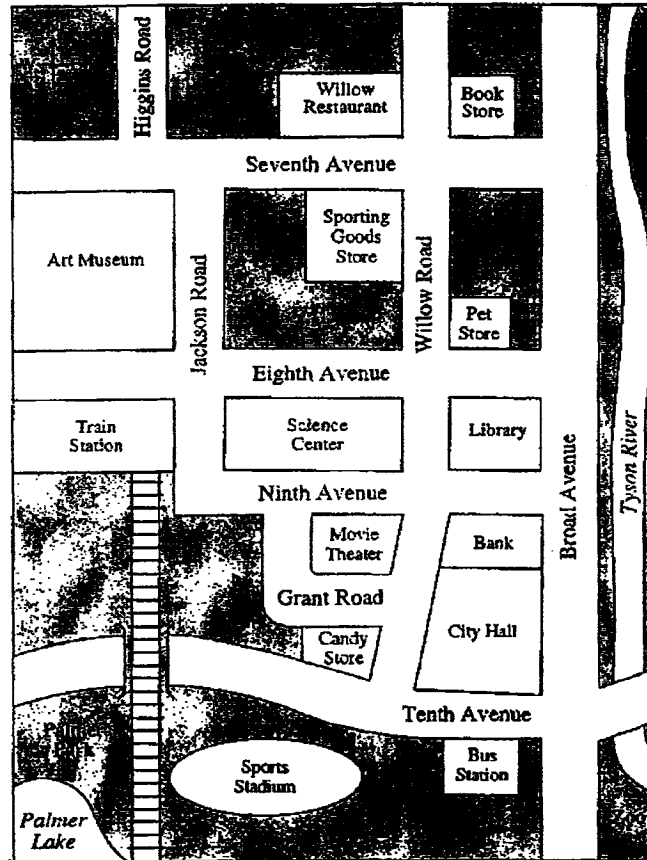 Higgins Road
Willow
Restaurant
Book
Store
Seventh Avenue
Art Museum
Jackson Road
Sporting
Goods
Store
Willow Road
Pet
Store
Eighth Avenue
Train
Station
Science
Center
Library
Broad Avenue
Tyson River
Ninth Avenue
Movie
Theater
Bank
Grant Road
Candy
Store
City Hall
Tenth Avenue
Sports
Stadium
Bus
Station
Palmer
Lake